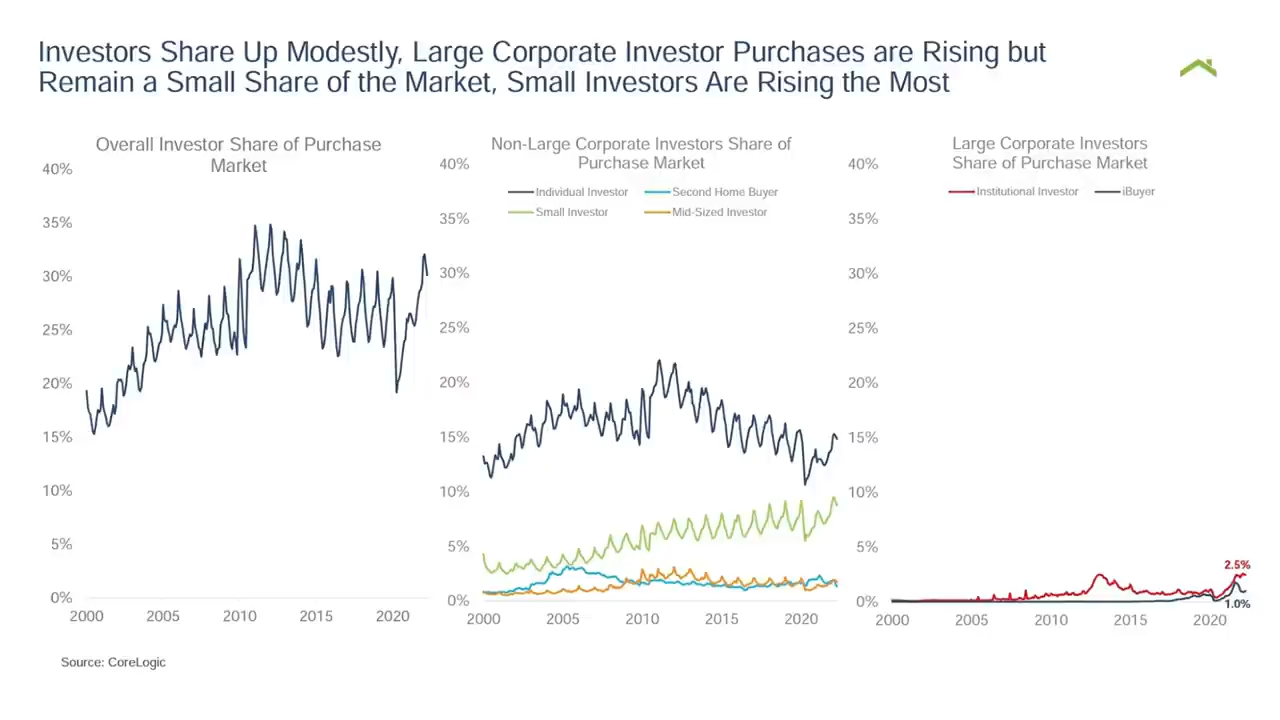 Investors Share Up Modestly, Large Corporate Investor Purchases are Rising but
Remain a Small Share of the Market, Small Investors Are Rising the Most
Overall Investor Share of Purchase
Market
40%
35%
30%
25%
20%
15%
10%
5%
0%
2000
2005
2010
2015
2020
Non-Large Corporate Investors Share of
Purchase Market
Individual Investor
Second Home Buyer
Small Investor
Mid-Sized Investor
40%
35%
30%
25%
20%
15%
10%
5%
0%
2000
2005
2010
2015
2020
Large Corporate Investors
Share of Purchase Market
Institutional Investor
iBuyer
40%
35%
30%
25%
20%
15%
10%
5%
0%
2.5%
1.0%
2000
2005
2010
2015
2020
Source: CoreLogic